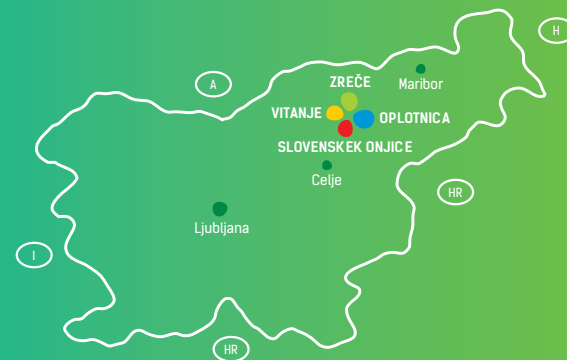 H
A
ZREČE
Maribor
VITANJE
OPLOTNICA
SLOVENSKEK ONJICE
Celje
HR
Ljubljana
I
HR